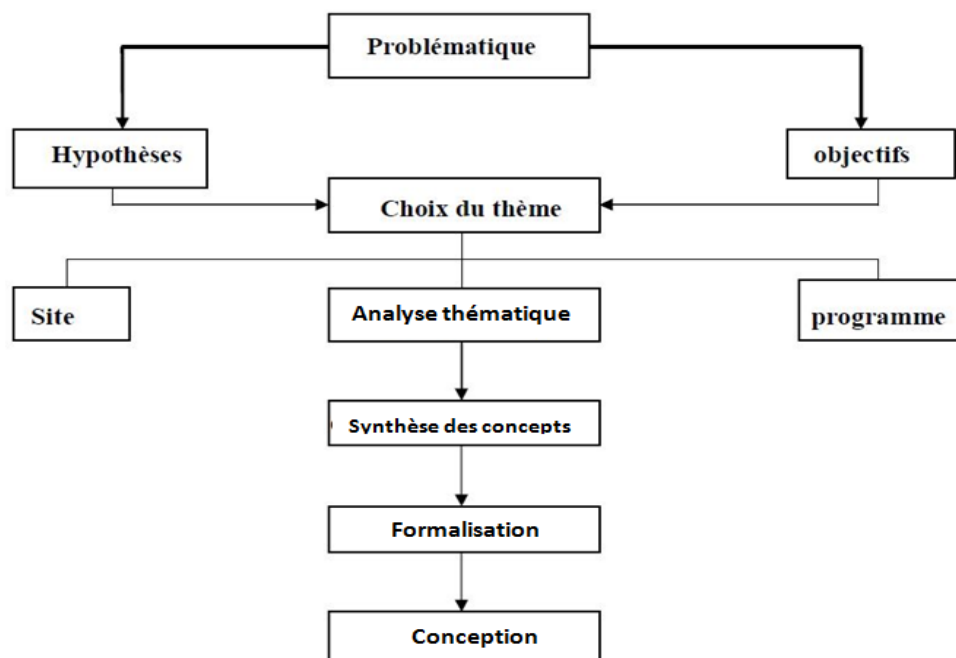 Problématique
Hypothèses
objectifs
Choix du thème
Site
Analyse thématique
programme
Synthèse des concepts
Formalisation
Conception